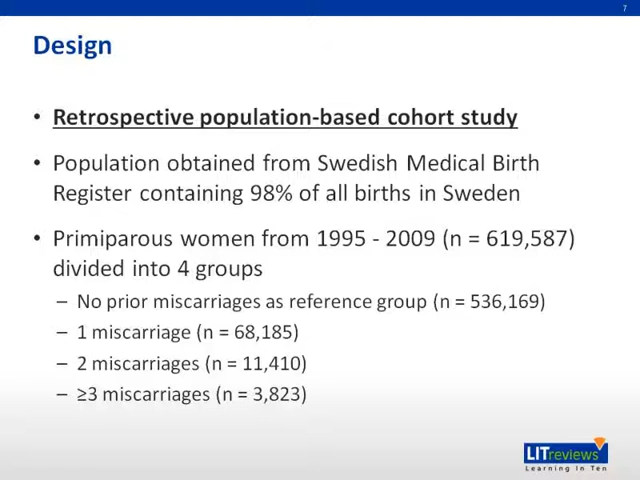 7
Design
• Retrospective population-based cohort study
• Population obtained from Swedish Medical Birth
Register containing 98% of all births in Sweden
• Primiparous women from 1995 - 2009 (n = 619,587)
divided into 4 groups
– No prior miscarriages as reference group (n = 536,169)
– 1 miscarriage (n = 68,185)
– 2 miscarriages (n = 11,410)
– ≥3 miscarriages (n = 3,823)
LITreviews
Learning In Ten